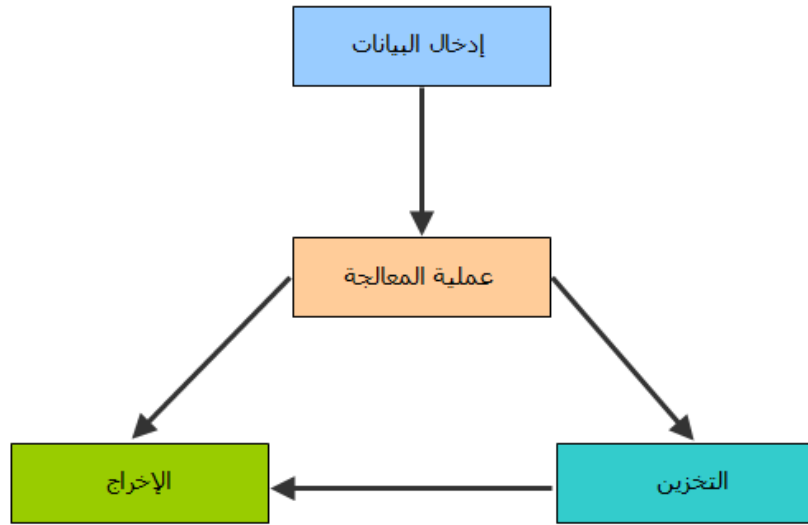 إدخال البيانات
عملية المعالجة
التخزين
الإخراج